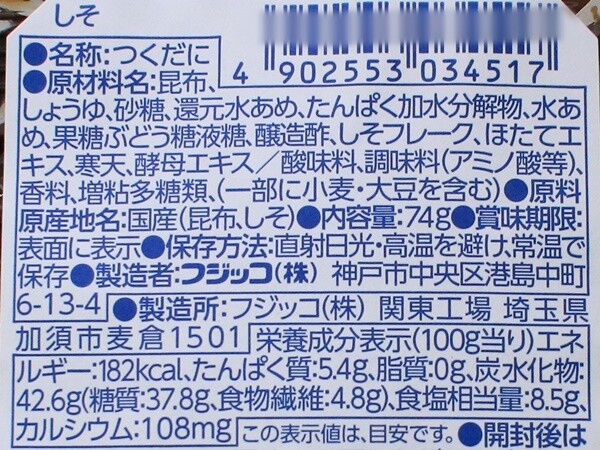 しそ
4 902553 034517
●名称:つくだに
●原材料名:昆布、
しょうゆ、砂糖、還元水あめ、たんぱく加水分解物、水あ
め、果糖ぶどう糖液糖、醸造酢、しそフレーク、ほたてエ
キス、寒天、酵母エキス／酸味料、調味料(アミノ酸等)、
香料、増粘多糖類、(一部に小麦・大豆を含む)●原料
原産地名:国産(昆布、しそ)●内容量:74g●賞味期限:
表面に表示●保存方法:直射日光・高温を避け、常温で
保存●製造者:フジッコ(株) 神戸市中央区港島中町
6-13-4 ●製造所:フジッコ(株) 関東工場 埼玉県
加須市麦倉1501 栄養成分表示(100g当り)エネ
ルギー:182kcal、たんぱく質:5.4g、脂質:0g、炭水化物:
42.6g(糖質:37.8g、食物繊維:4.8g)、食塩相当量:8.5g、
カルシウム:108mg この表示値は、目安です。●開封後は